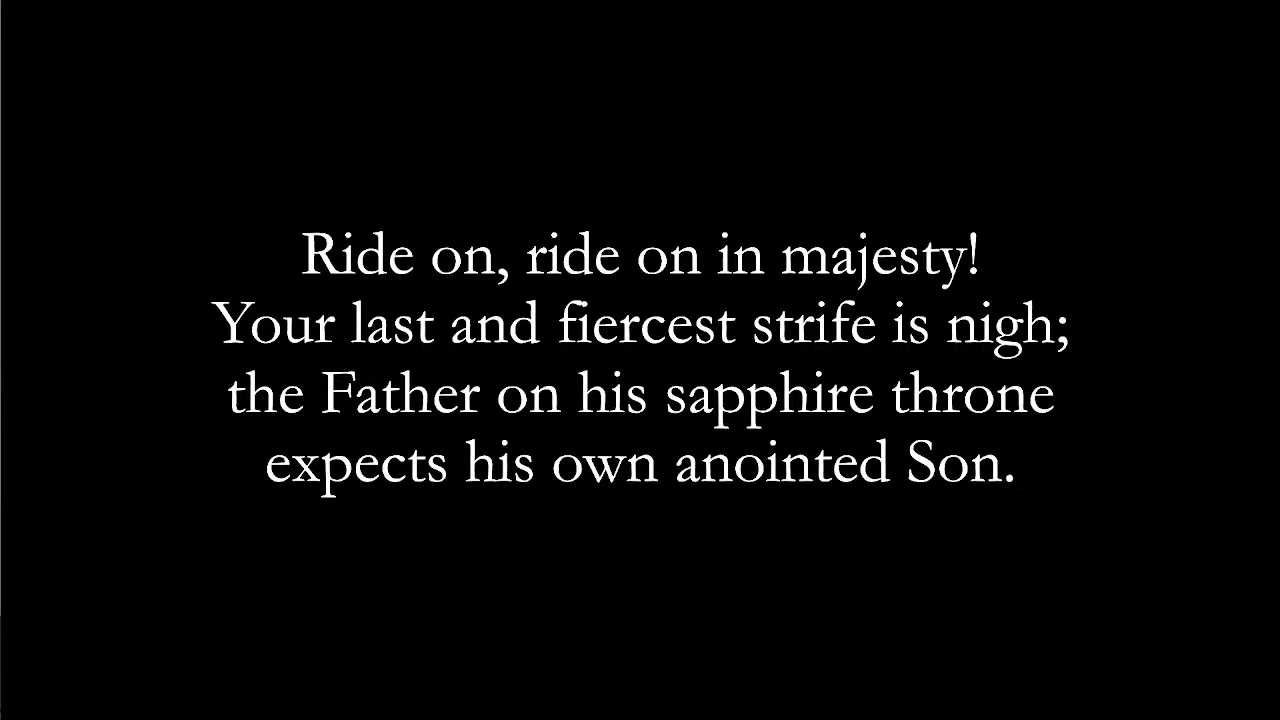 Ride on, ride on in majesty!
Your last and fiercest strife is nigh;
the Father on his sapphire throne
expects his own anointed Son.